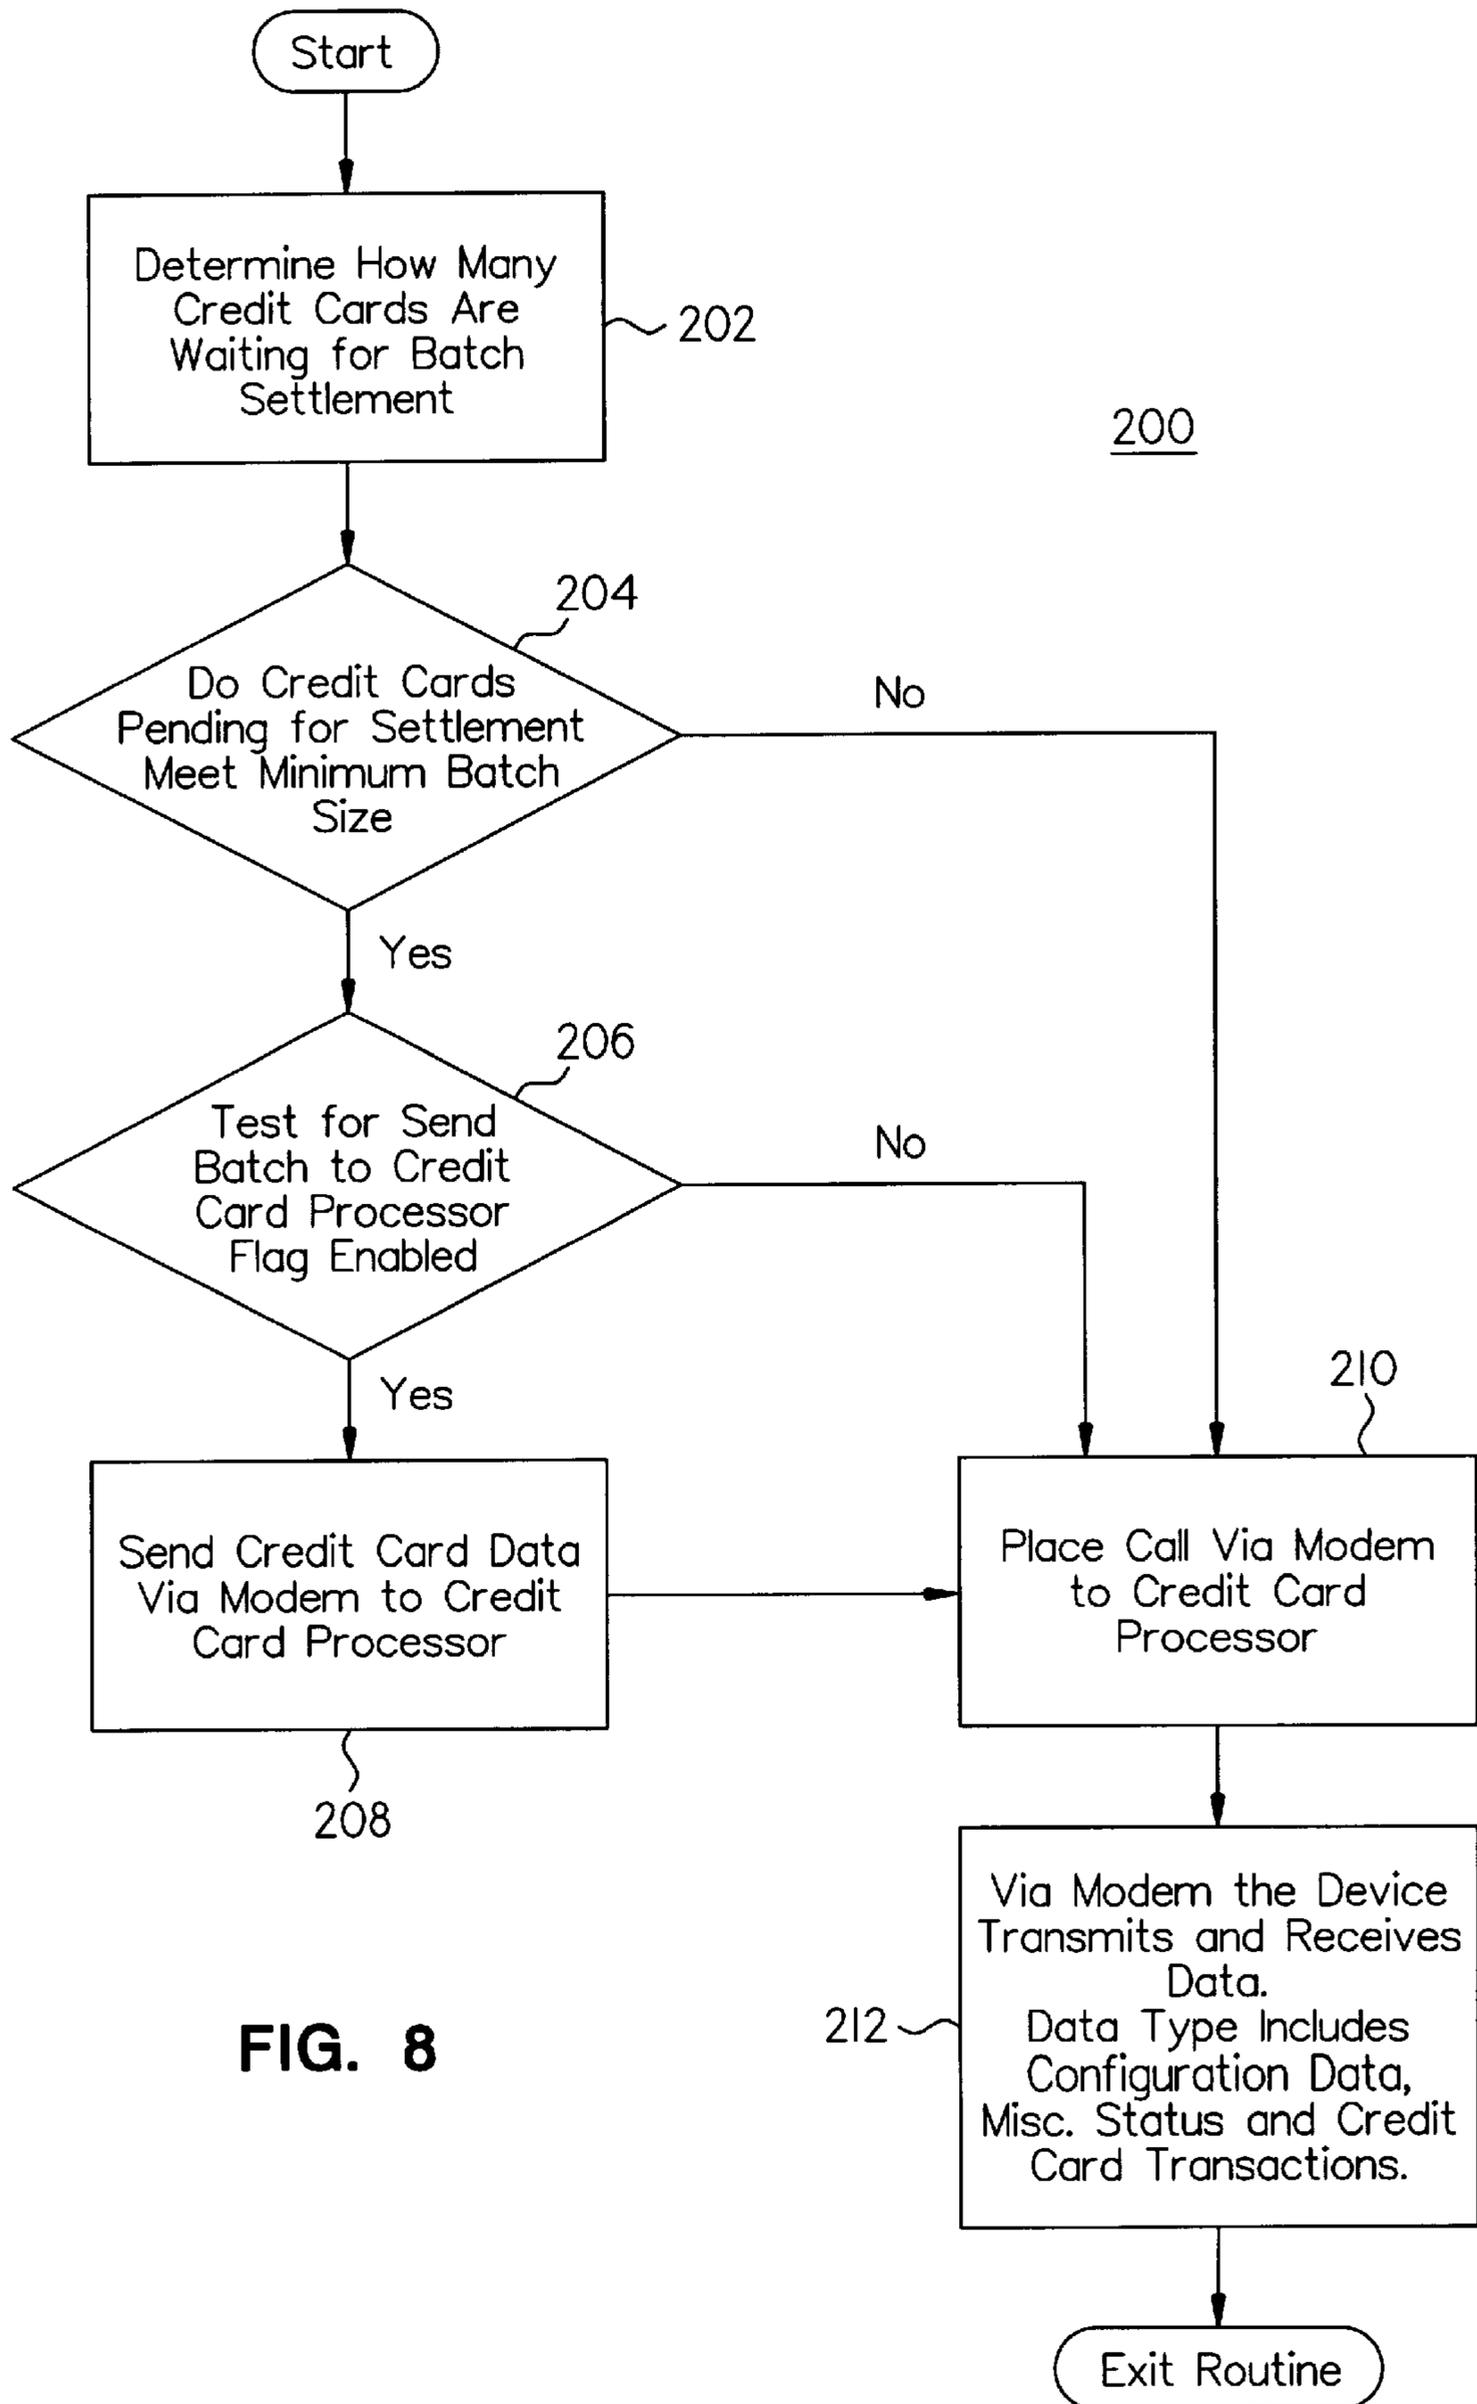 Start
Determine How Many
Credit Cards Are
Waiting for Batch
Settlement
202
200
204
Do Credit Cards
Pending for Settlement
Meet Minimum Batch
Size
No
Yes
206
Test for Send
Batch to Credit
Card Processor
Flag Enabled
No
Yes
210
Send Credit Card Data
Via Modem to Credit
Card Processor
208
Place Call Via Modem
to Credit Card
Processor
Via Modem the Device
Transmits and Receives
Data.
Data Type Includes
Configuration Data,
Misc. Status and Credit
Card Transactions.
212
FIG. 8
Exit Routine